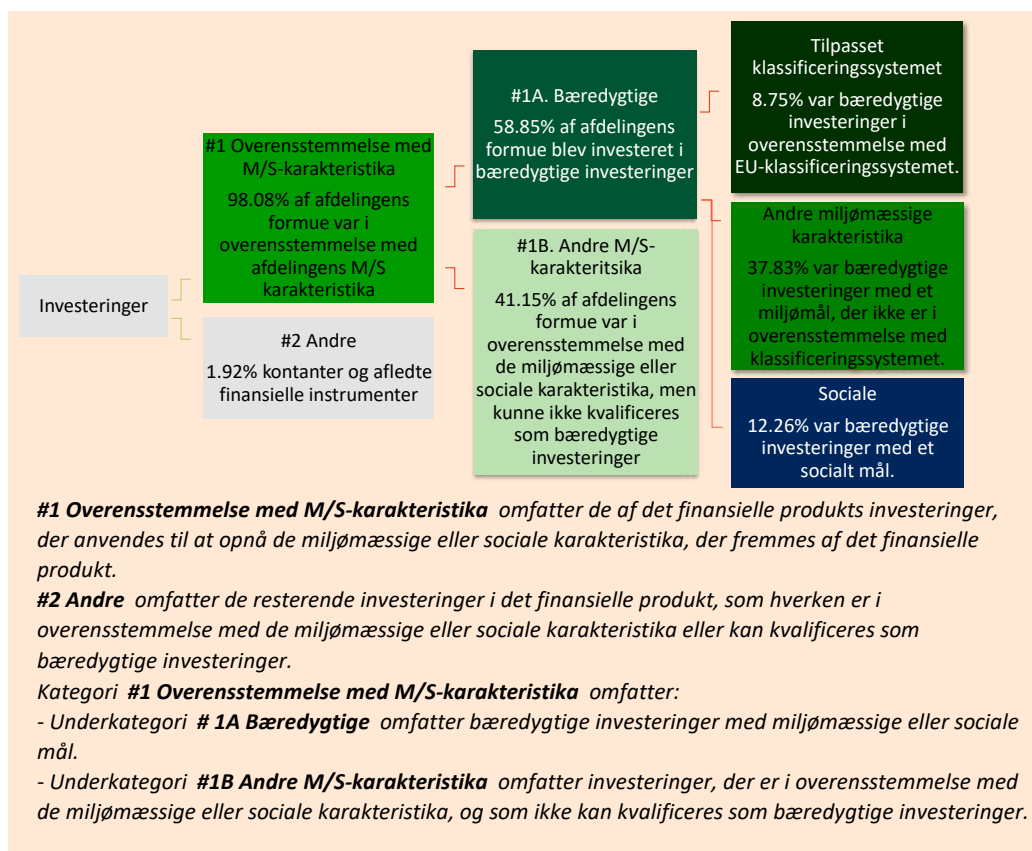 Investeringer
#1 Overensstemmelse med
M/S-karakteristika
98.08% af afdelingens
formue var i
overensstemmelse med
afdelingens M/S
karakteristika
#2 Andre
1.92% kontanter og afledte
finansielle instrumenter
#1A. Bæredygtige
58.85% af afdelingens
formue blev investeret i
bæredygtige investeringer
#1B. Andre M/S-
karakteritsika
41.15% af afdelingens
formue var i
overensstemmelse med
de miljømæssige eller
sociale karakteristika, men
kunne ikke kvalificeres
som bæredygtige
investeringer
Tilpasset
klassificeringssystemet
8.75% var bæredygtige
investeringer i
overensstemmelse med
EU-klassificeringssystemet.
Andre miljømæssige
karakteristika
37.83% var bæredygtige
investeringer med et
miljømål, der ikke er i
overensstemmelse med
klassificeringssystemet.
Sociale
12.26% var bæredygtige
investeringer med et
socialt mål.
#1 Overensstemmelse med M/S-karakteristika omfatter de af det finansielle produkts investeringer,
der anvendes til at opnå de miljømæssige eller sociale karakteristika, der fremmes af det finansielle
produkt.
#2 Andre omfatter de resterende investeringer i det finansielle produkt, som hverken er i
overensstemmelse med de miljømæssige eller sociale karakteristika eller kan kvalificeres som
bæredygtige investeringer.
Kategori #1 Overensstemmelse med M/S-karakteristika omfatter:
- Underkategori # 1A Bæredygtige omfatter bæredygtige investeringer med miljømæssige eller sociale
mål.
- Underkategori #1B Andre M/S-karakteristika omfatter investeringer, der er i overensstemmelse med
de miljømæssige eller sociale karakteristika, og som ikke kan kvalificeres som bæredygtige investeringer.